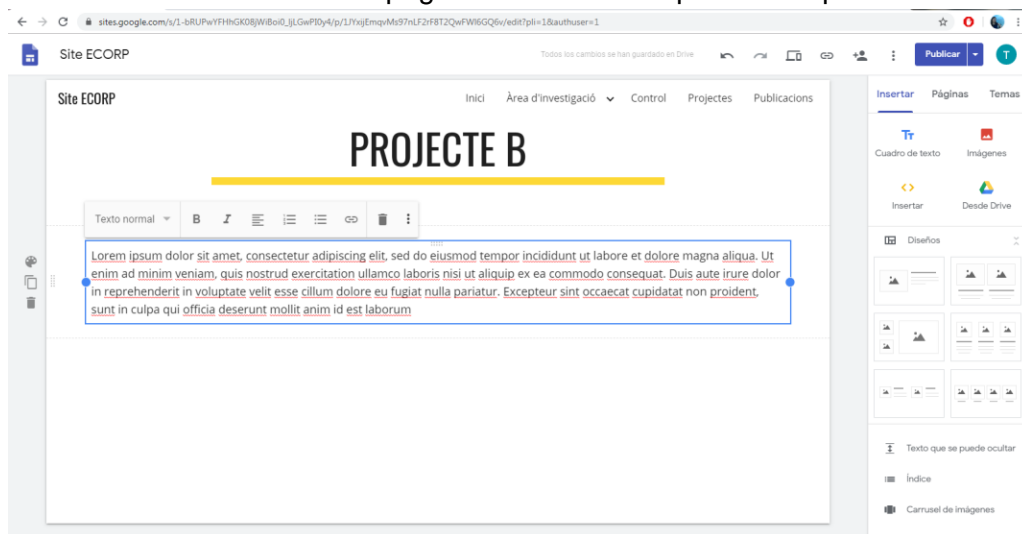 sites.google.com/s/1-bRUPwYFHhGK08jWiBoi0_ljLGwPI0y4/p/1JYxijEmqvMs97nLF2rF8T2QwFWl6GQ6v/edit?pli=1&authuser=1
Site ECORP
Todos los cambios se han guardado en Drive
Publicar
T
Site ECORP
Inici Àrea d'investigació Control Projectes Publicacions
Insertar Páginas Temas
PROJECTE B
Tт
Cuadro de texto Imágenes
Insertar Desde Drive
Texto normal B I
Diseños
Lorem ipsum dolor sit amet, consectetur adipiscing elit, sed do eiusmod tempor incididunt ut labore et dolore magna aliqua. Ut
enim ad minim veniam, quis nostrud exercitation ullamco laboris nisi ut aliquip ex ea commodo consequat. Duis aute irure dolor
in reprehenderit in voluptate velit esse cillum dolore eu fugiat nulla pariatur. Excepteur sint occaecat cupidatat non proident,
sunt in culpa qui officia deserunt mollit anim id est laborum
Texto que se puede ocultar
Índice
Carrusel de imágenes